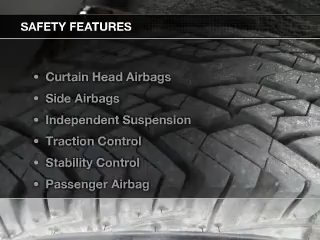 SAFETY FEATURES
• Curtain Head Airbags
• Side Airbags
• Independent Suspension
• Traction Control
• Stability Control
• Passenger Airbag